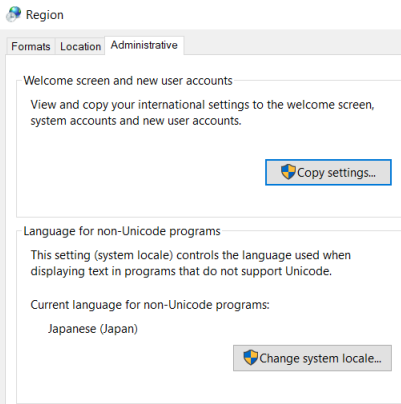 Region
Formats Location Administrative
Welcome screen and new user accounts
View and copy your international settings to the welcome screen,
system accounts and new user accounts.
Copy settings...
Language for non-Unicode programs
This setting (system locale) controls the language used when
displaying text in programs that do not support Unicode.
Current language for non-Unicode programs:
Japanese (Japan)
Change system locale...